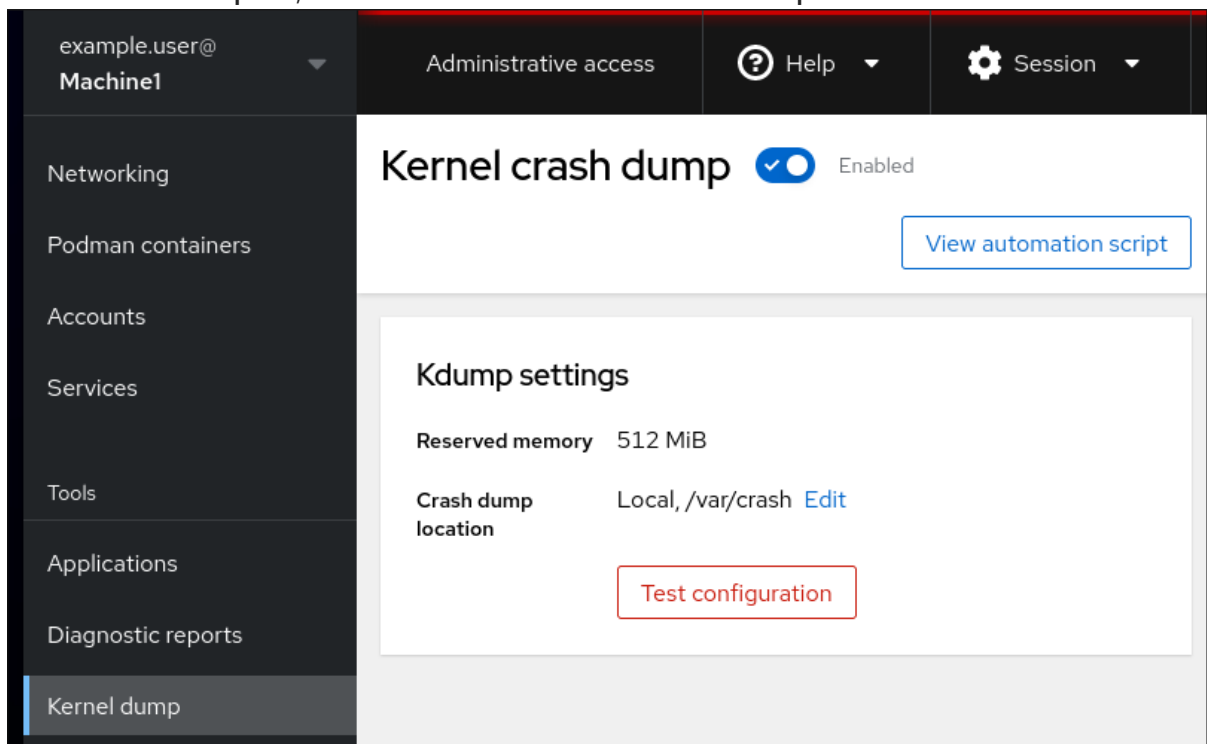 example.user@
Machine1
Administrative access
Help
Session
Networking
Podman containers
Accounts
Services
Tools
Applications
Diagnostic reports
Kernel dump
Kernel crash dump
Enabled
View automation script
Kdump settings
Reserved memory 512 MiB
Crash dump location Local, /var/crash Edit
Test configuration